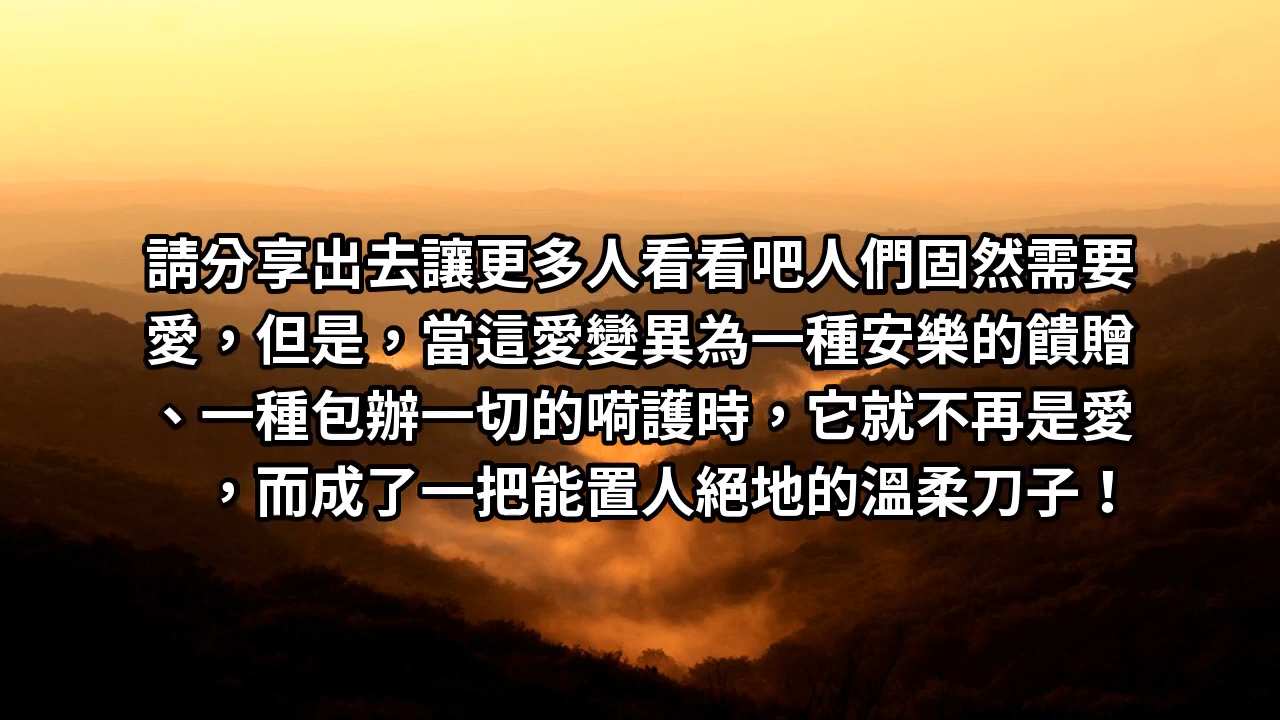 請分享出去讓更多人看看吧人們固然需要
愛，但是，當這愛變異為一種安樂的饋贈
、一種包辦一切的嗬護時，它就不再是愛
，而成了一把能置人絕地的溫柔刀子！